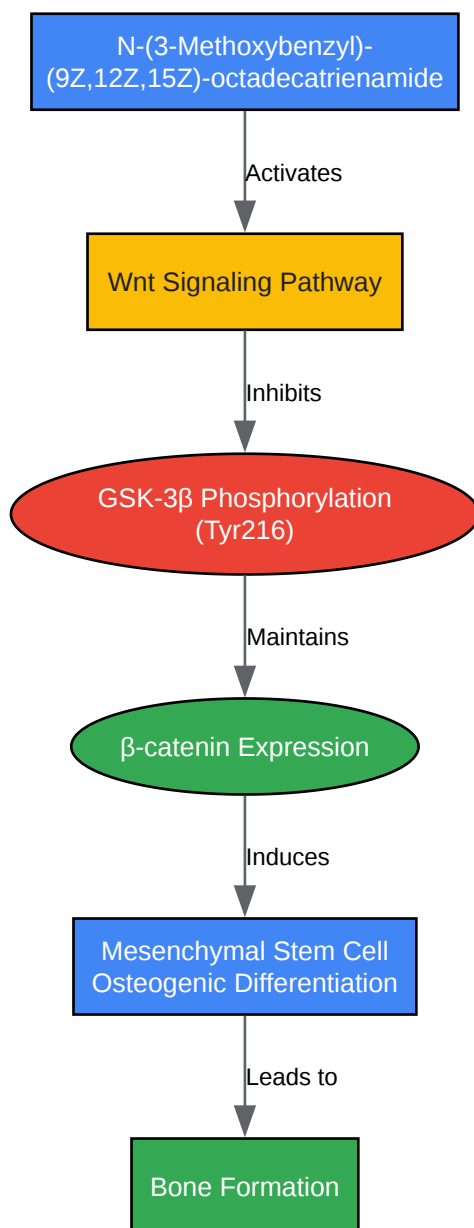 N-(3-Methoxybenzyl)-
(9Z,12Z,15Z)-octadecatrienamide
Activates
Wnt Signaling Pathway
Inhibits
GSK-3β Phosphorylation
(Tyr216)
Maintains
β-catenin Expression
Induces
Mesenchymal Stem Cell
Osteogenic Differentiation
Leads to
Bone Formation